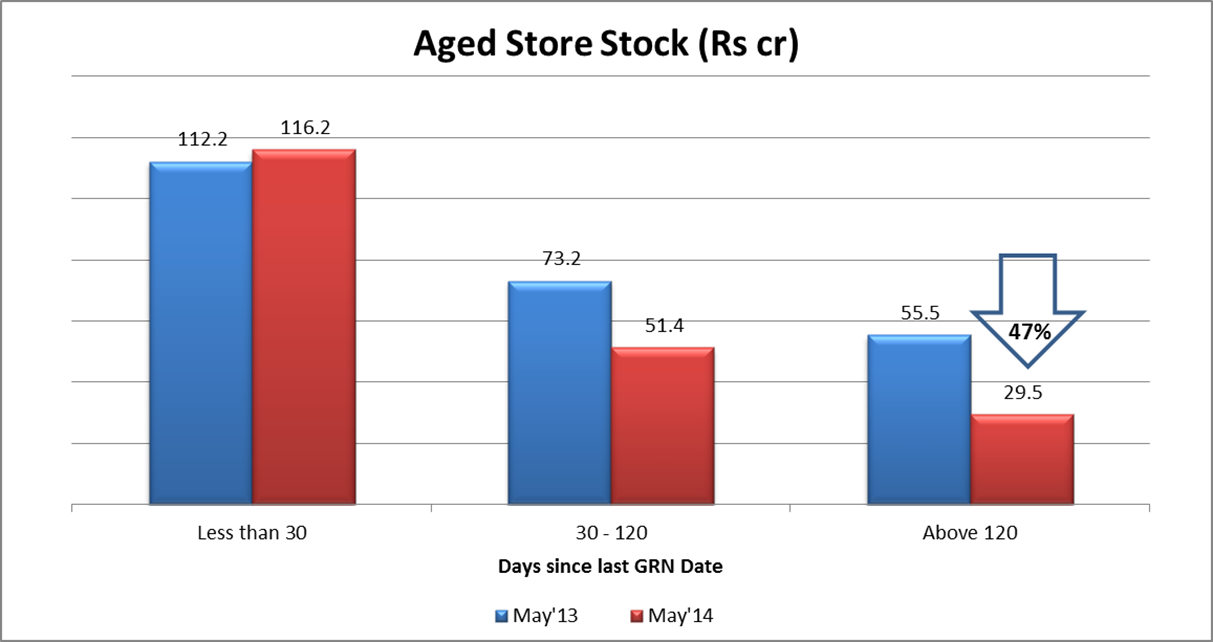 Aged Store Stock (Rs cr)
112.2
116.2
73.2
51.4
55.5
47%
29.5
Less than 30
30 - 120
Above 120
Days since last GRN Date
May'13
May'14